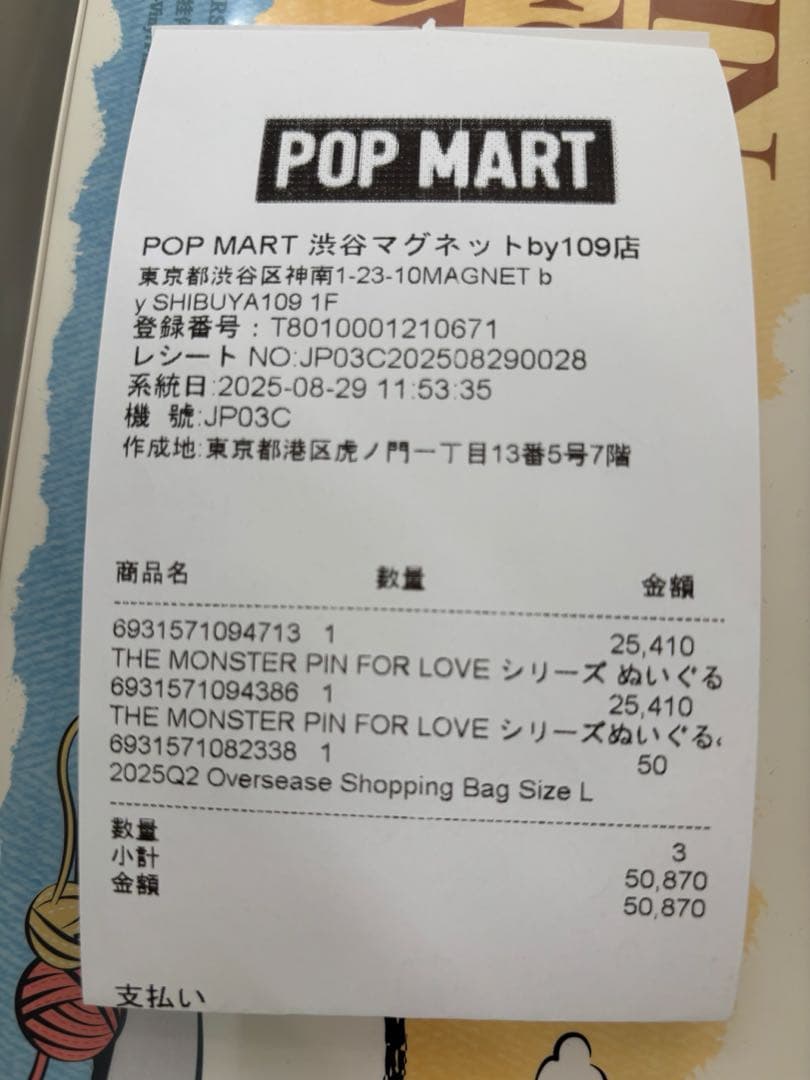 POP MART
POP MART 渋谷マグネットby109店
東京都渋谷区神南1-23-10MAGNET b
y SHIBUYA109 1F
登録番号：T8010001210671
レシート NO:JP03C202508290028
系統日:2025-08-29 11:53:35
機 號:JP03C
作成地:東京都港区虎ノ門一丁目13番5号7階
商品名 數量 金額
6931571094713 1 25,410
THE MONSTER PIN FOR LOVE シリーズ ぬいぐる
6931571094386 1 25,410
THE MONSTER PIN FOR LOVE シリーズぬいぐる
6931571082338 1 50
2025Q2 Oversease Shopping Bag Size L
數量 3
小計 50,870
金額 50,870
支払い